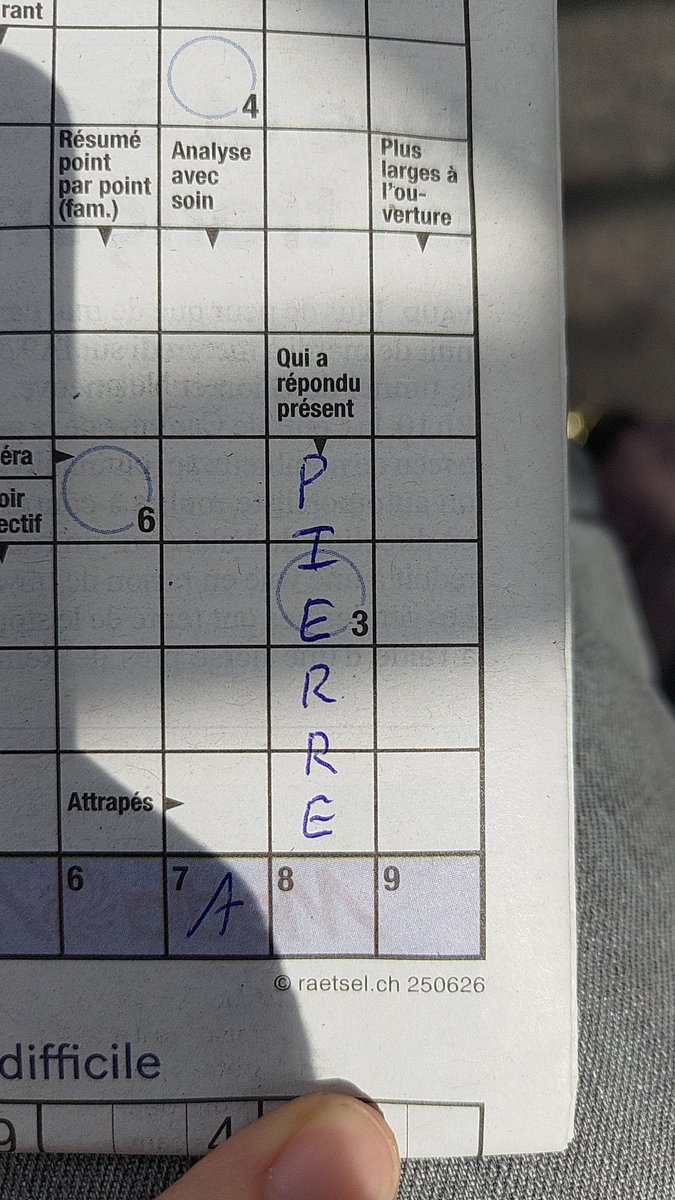 rant
4
Résumé
point
par point
(fam.)
Analyse
avec
soin
Plus
larges à
l'ou-
verture
Qui a
répondu
présent
éra
oir
ectif
6
3
P
I
E
R
R
E
Attrapés
6 7 8 9
A
© raetsel.ch 250626
difficile
9 4